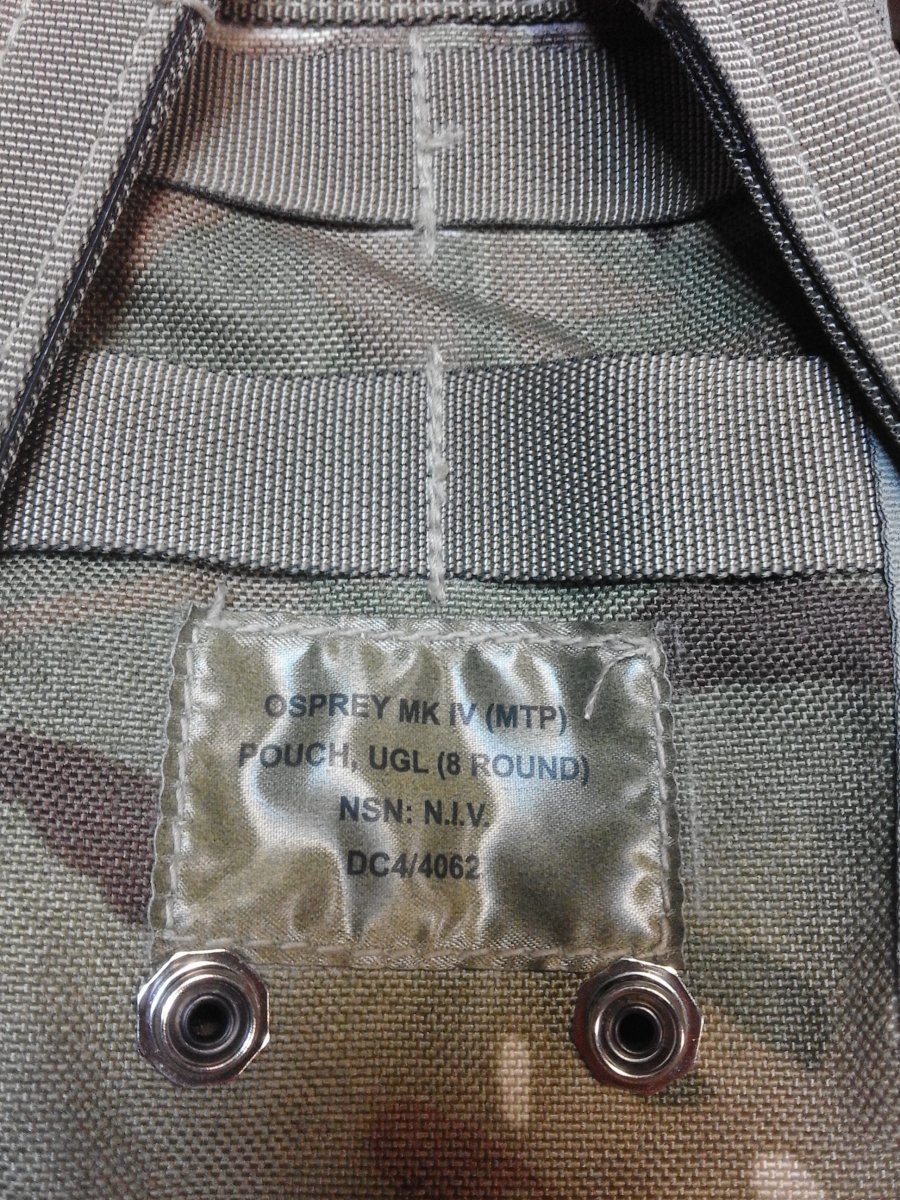 OSPREY MK IV (MTP)
POUCH, UGL (8 ROUND)
NSN: N.I.V.
DC4/4062